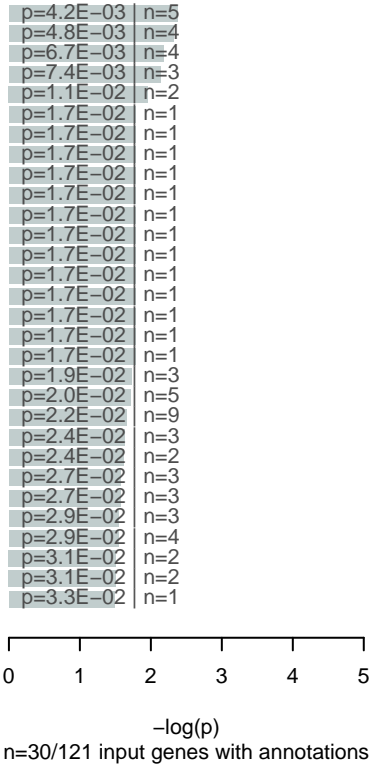 p=4.2E−03 n=5
p=4.8E−03 n=4
p=6.7E−03 n=4
p=7.4E−03 n=3
p=1.1E−02 n=2
p=1.7E−02 n=1
p=1.7E−02 n=1
p=1.7E−02 n=1
p=1.7E−02 n=1
p=1.7E−02 n=1
p=1.7E−02 n=1
p=1.7E−02 n=1
p=1.7E−02 n=1
p=1.7E−02 n=1
p=1.7E−02 n=1
p=1.7E−02 n=1
p=1.7E−02 n=1
p=1.7E−02 n=1
p=1.9E−02 n=3
p=2.0E−02 n=5
p=2.2E−02 n=9
p=2.4E−02 n=3
p=2.4E−02 n=2
p=2.7E−02 n=3
p=2.7E−02 n=3
p=2.9E−02 n=3
p=2.9E−02 n=4
p=3.1E−02 n=2
p=3.1E−02 n=2
p=3.3E−02 n=1
0 1 2 3 4 5
−log(p)
n=30/121 input genes with annotations